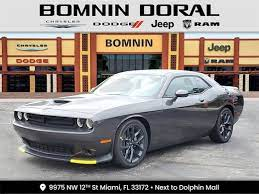 BOMNIN DORAL
CHRYSLER DODGE Jeep RAM
BOMNIN
CHRYSLER
DODGE
Jeep
RAM
9975 NW 12TH St Miami, FL 33172 • Next to Dolphin Mall